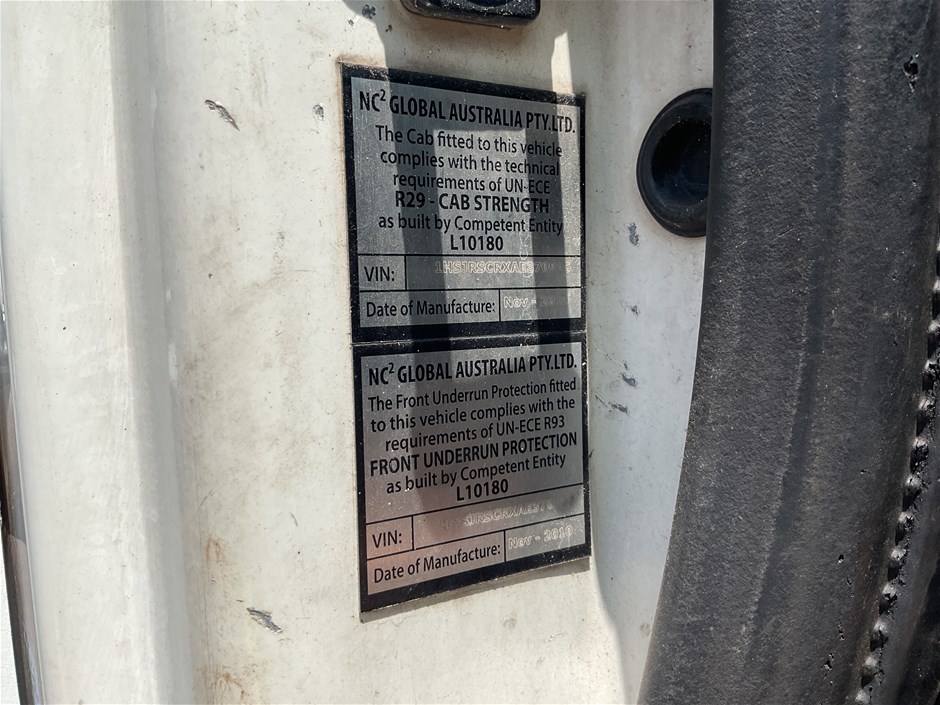 NC² GLOBAL AUSTRALIA PTY.LTD.
The Cab fitted to this vehicle
complies with the technical
requirements of UN-ECE
R29 - CAB STRENGTH
as built by Competent Entity
L10180
VIN:
Date of Manufacture: Nov -
NC² GLOBAL AUSTRALIA PTY.LTD.
The Front Underrun Protection fitted
to this vehicle complies with the
requirements of UN-ECE R93
FRONT UNDERRUN PROTECTION
as built by Competent Entity
L10180
VIN:
Date of Manufacture: Nov - 2010